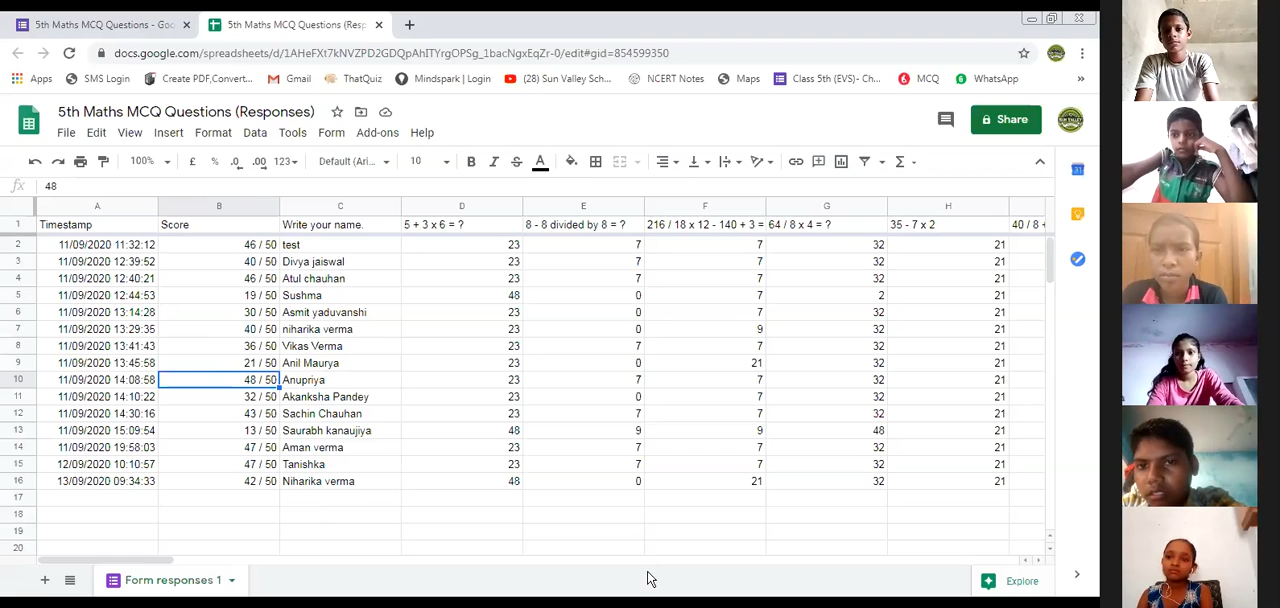 5th Maths MCQ Questions - Goo
5th Maths MCQ Questions (Resp
docs.google.com/spreadsheets/d/1AHeFXt7kNVZPD2GDQpAhITYrgOPGq_1bacNgxEqZr-0/edit#gid=854599350
Apps SMS Login Create PDF,Convert... Gmail ThatQuiz Mindspark | Login (28) Sun Valley Sch... NCERT Notes Maps Class 5th (EVS)- Ch... MCQ WhatsApp »
5th Maths MCQ Questions (Responses)
File Edit View Insert Format Data Tools Form Add-ons Help
Share
100% £ % .0 .00 123 Default (Ari... 10 B I S A Σ
fx 48
A B C D E F G H
1 Timestamp Score Write your name. 5 + 3 x 6 = ? 8 - 8 divided by 8 = ? 216 / 18 x 12 - 140 + 3 = 64 / 8 x 4 = ? 35 - 7 x 2 40 / 8 +
2 11/09/2020 11:32:12 46 / 50 test 23 7 7 32 21
3 11/09/2020 12:39:52 40 / 50 Divya jaiswal 23 7 7 32 21
4 11/09/2020 12:40:21 46 / 50 Atul chauhan 23 7 7 32 21
5 11/09/2020 12:44:53 19 / 50 Sushma 48 0 7 2 21
6 11/09/2020 13:14:28 30 / 50 Asmit yaduvanshi 23 0 7 32 21
7 11/09/2020 13:29:35 40 / 50 niharika verma 23 0 9 32 21
8 11/09/2020 13:41:43 36 / 50 Vikas Verma 23 7 7 32 21
9 11/09/2020 13:45:58 21 / 50 Anil Maurya 23 0 21 32 21
10 11/09/2020 14:08:58 48 / 50 Anupriya 23 7 7 32 21
11 11/09/2020 14:10:22 32 / 50 Akanksha Pandey 23 0 7 32 21
12 11/09/2020 14:30:16 43 / 50 Sachin Chauhan 23 7 7 32 21
13 11/09/2020 15:09:54 13 / 50 Saurabh kanaujiya 48 9 9 48 21
14 11/09/2020 19:58:03 47 / 50 Aman verma 23 7 7 32 21
15 12/09/2020 10:10:57 47 / 50 Tanishka 23 7 7 32 21
16 13/09/2020 09:34:33 42 / 50 Niharika verma 48 0 21 32 21
17
18
19
20
Form responses 1
Explore